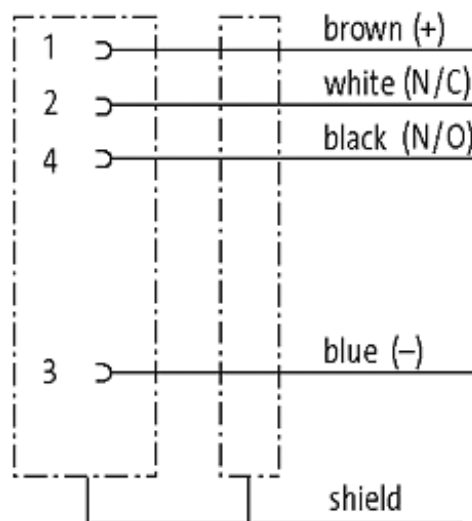 1 brown (+)
2 white (N/C)
4 black (N/O)
3 blue (–)
shield